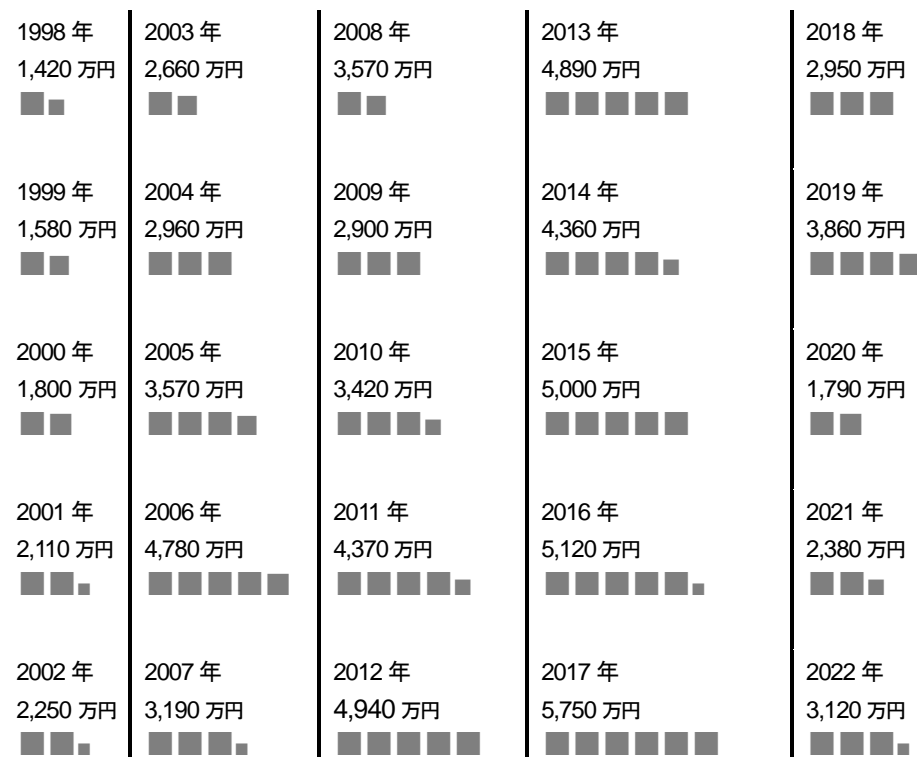 1998 年
1,420 万円
1999 年
1,580 万円
2000 年
1,800 万円
2001 年
2,110 万円
2002 年
2,250 万円
2003 年
2,660 万円
2004 年
2,960 万円
2005 年
3,570 万円
2006 年
4,780 万円
2007 年
3,190 万円
2008 年
3,570 万円
2009 年
2,900 万円
2010 年
3,420 万円
2011 年
4,370 万円
2012 年
4,940 万円
2013 年
4,890 万円
2014 年
4,360 万円
2015 年
5,000 万円
2016 年
5,120 万円
2017 年
5,750 万円
2018 年
2,950 万円
2019 年
3,860 万円
2020 年
1,790 万円
2021 年
2,380 万円
2022 年
3,120 万円